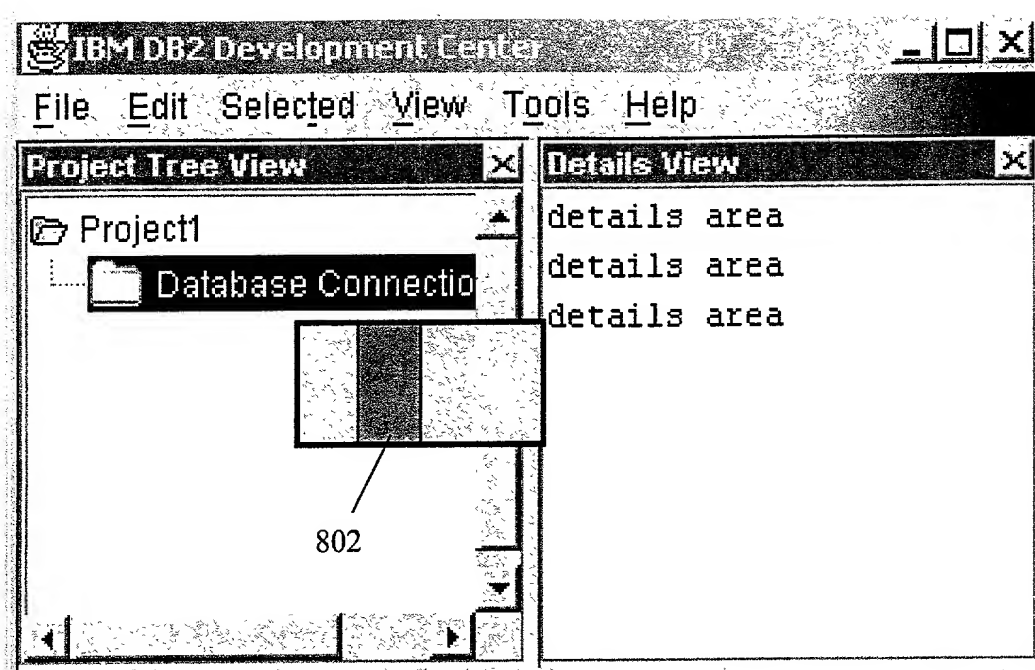 IBM DB2 Development Center
File Edit Selected View Tools Help
Project Tree View
Project1
Database Connectio
802
Details View
details area
details area
details area